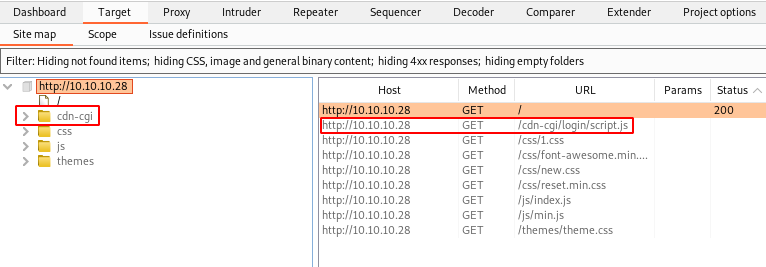 Dashboard Target Proxy Intruder Repeater Sequencer Decoder Comparer Extender Project options
Site map Scope Issue definitions
Filter: Hiding not found items; hiding CSS, image and general binary content; hiding 4xx responses; hiding empty folders
http://10.10.10.28
/
cdn-cgi
css
js
themes
Host Method URL Params Status
http://10.10.10.28 GET / 200
http://10.10.10.28 GET /cdn-cgi/login/script.js
http://10.10.10.28 GET /css/1.css
http://10.10.10.28 GET /css/font-awesome.min....
http://10.10.10.28 GET /css/new.css
http://10.10.10.28 GET /css/reset.min.css
http://10.10.10.28 GET /js/index.js
http://10.10.10.28 GET /js/min.js
http://10.10.10.28 GET /themes/theme.css